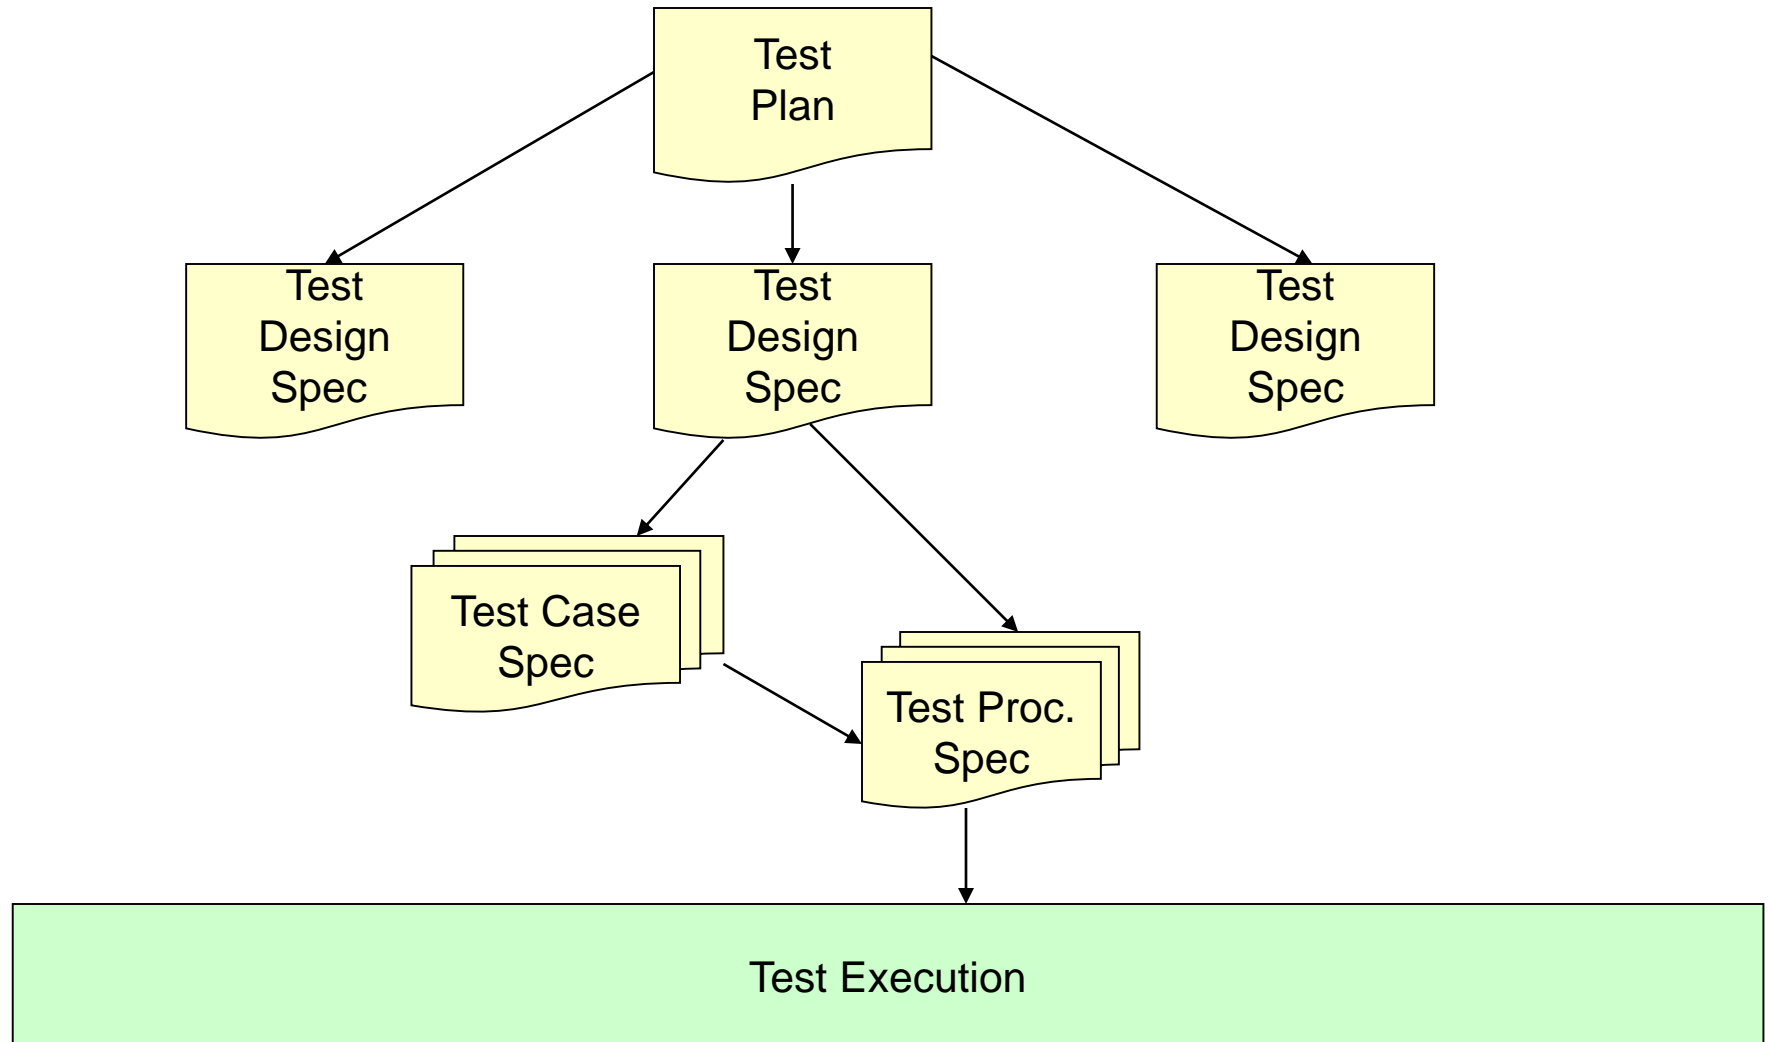 Test
Plan
Test
Design
Spec
Test
Design
Spec
Test
Design
Spec
Test Case
Spec
Test Proc.
Spec
Test Execution